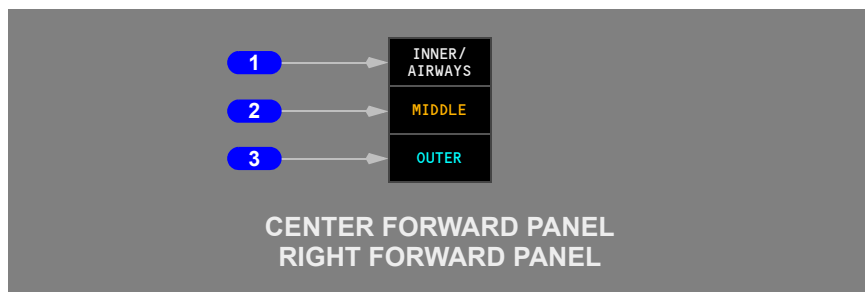 1
INNER/
AIRWAYS
2
MIDDLE
3
OUTER
CENTER FORWARD PANEL
RIGHT FORWARD PANEL